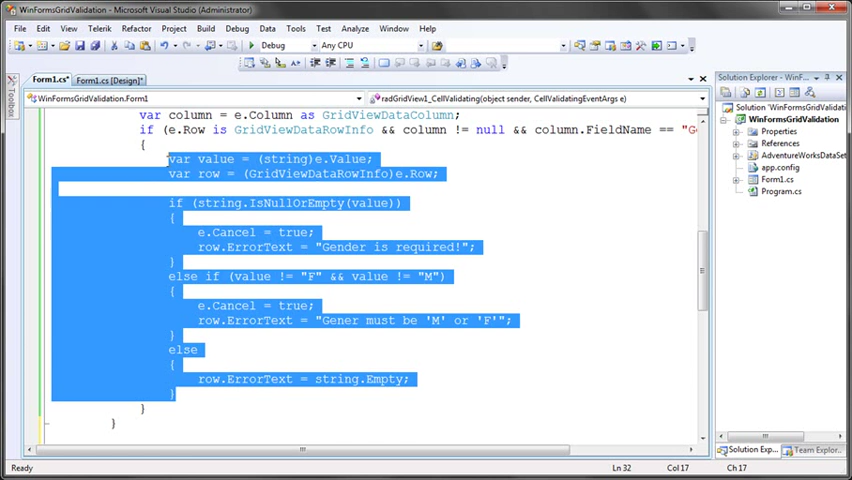 WinFormsGridValidation - Microsoft Visual Studio (Administrator)
File Edit View Telerik Refactor Project Build Debug Data Tools Test Analyze Window Help
Debug Any CPU
Form1.cs* Form1.cs [Design]*
Toolbox
WinFormsGridValidation.Form1
radGridView1_CellValidating(object sender, CellValidatingEventArgs e)
var column = e.Column as GridViewDataColumn;
if (e.Row is GridViewDataRowInfo && column != null && column.FieldName == "Ge
{
var value = (string)e.Value;
var row = (GridViewDataRowInfo)e.Row;
if (string.IsNullOrEmpty(value))
{
e.Cancel = true;
row.ErrorText = "Gender is required!";
}
else if (value != "F" && value != "M")
{
e.Cancel = true;
row.ErrorText = "Gener must be 'M' or 'F'";
}
else
{
row.ErrorText = string.Empty;
}
}
}
Solution Explorer - WinF...
Solution 'WinFormsGridValidati
WinFormsGridValidation
Properties
References
AdventureWorksDataSet
app.config
Form1.cs
Program.cs
Solution Exp... Team Explor...
Ready Ln 32 Col 17 Ch 17